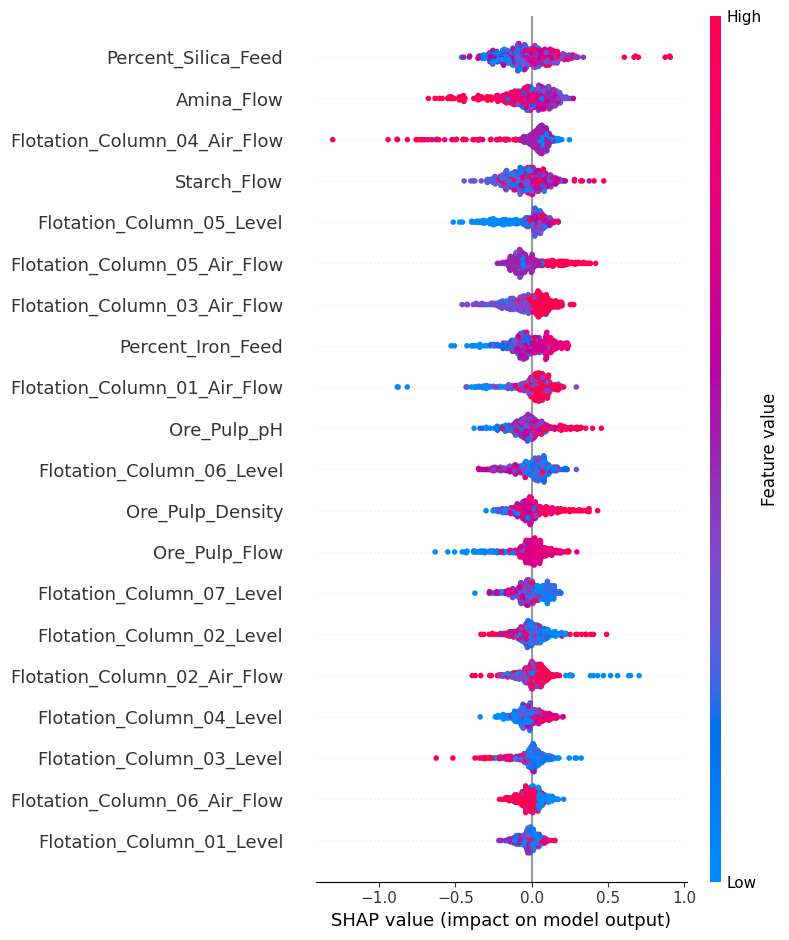 High
Percent_Silica_Feed
Amina_Flow
Flotation_Column_04_Air_Flow
Starch_Flow
Flotation_Column_05_Level
Flotation_Column_05_Air_Flow
Flotation_Column_03_Air_Flow
Percent_Iron_Feed
Flotation_Column_01_Air_Flow
Ore_Pulp_pH
Flotation_Column_06_Level
Ore_Pulp_Density
Ore_Pulp_Flow
Flotation_Column_07_Level
Flotation_Column_02_Level
Flotation_Column_02_Air_Flow
Flotation_Column_04_Level
Flotation_Column_03_Level
Flotation_Column_06_Air_Flow
Flotation_Column_01_Level
Feature value
Low
−1.0 −0.5 0.0 0.5 1.0
SHAP value (impact on model output)